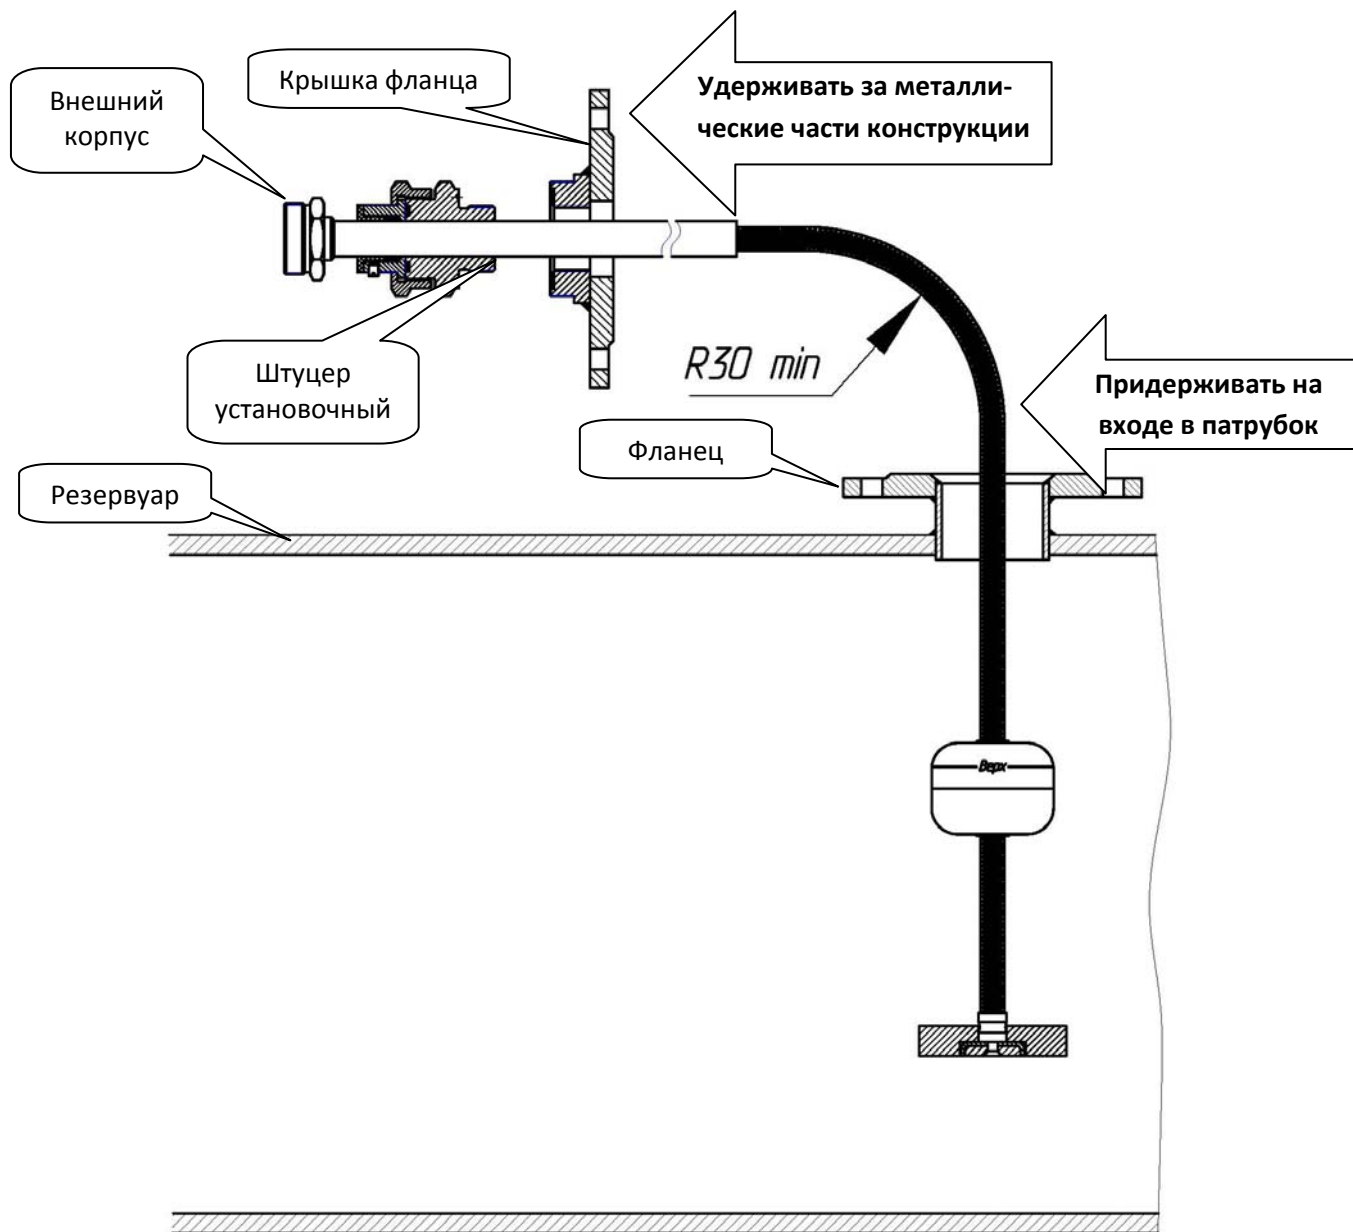 Крышка фланца
Удерживать за металли-
ческие части конструкции
Внешний
корпус
R30 min
Штуцер
установочный
Придерживать на
входе в патрубок
Фланец
Резервуар
Верх